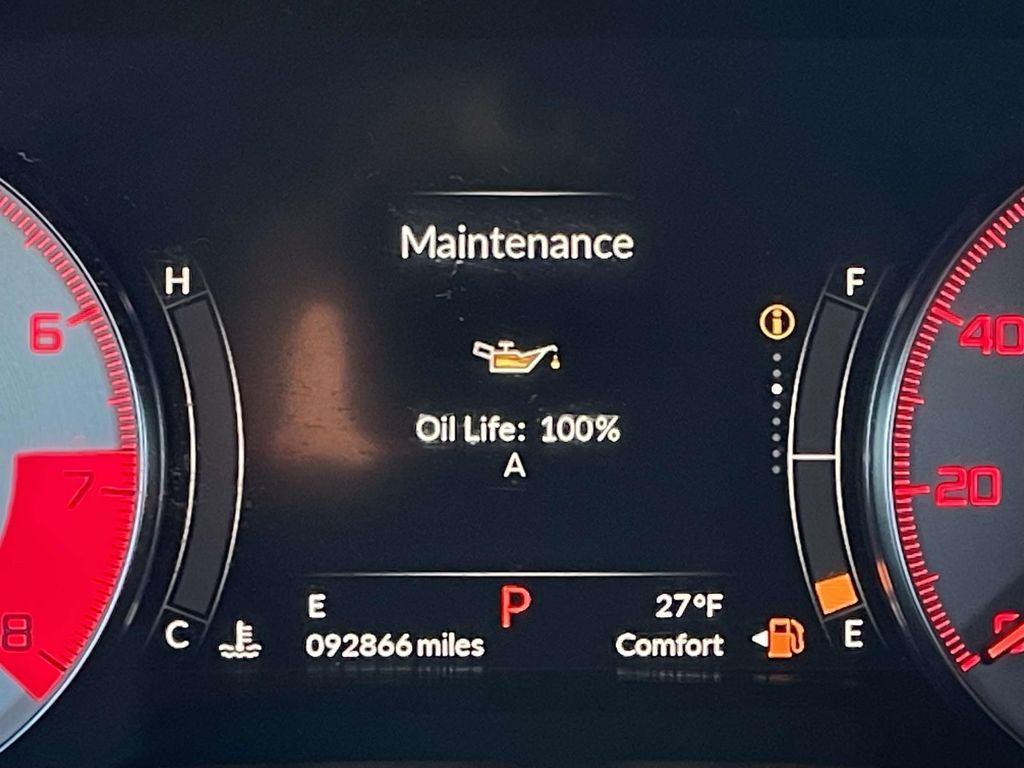 Maintenance
H
F
6
40
Oil Life: 100%
A
7
20
E
P
27°F
8
C
092866 miles
Comfort
E